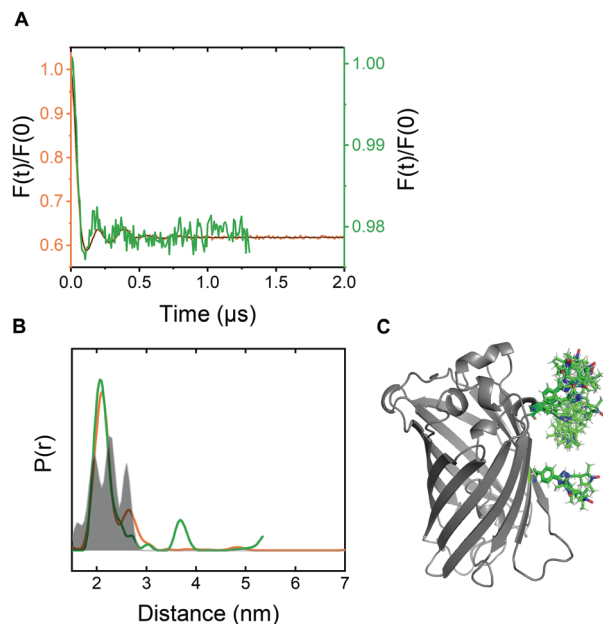 A
F(t)/F(0)
1.0
0.9
0.8
0.7
0.6
1.00
0.99
0.98
F(t)/F(0)
0.0 0.5 1.0 1.5 2.0
Time (µs)
B
C
P(r)
2 3 4 5 6 7
Distance (nm)